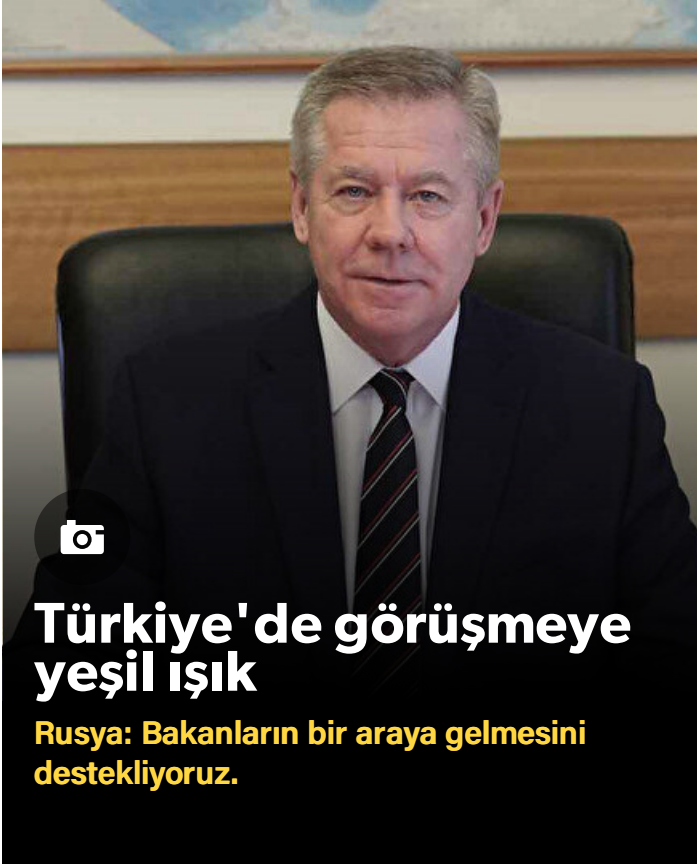 Türkiye'de görüşmeye
yeşil ışık
Rusya: Bakanların bir araya gelmesini
destekliyoruz.